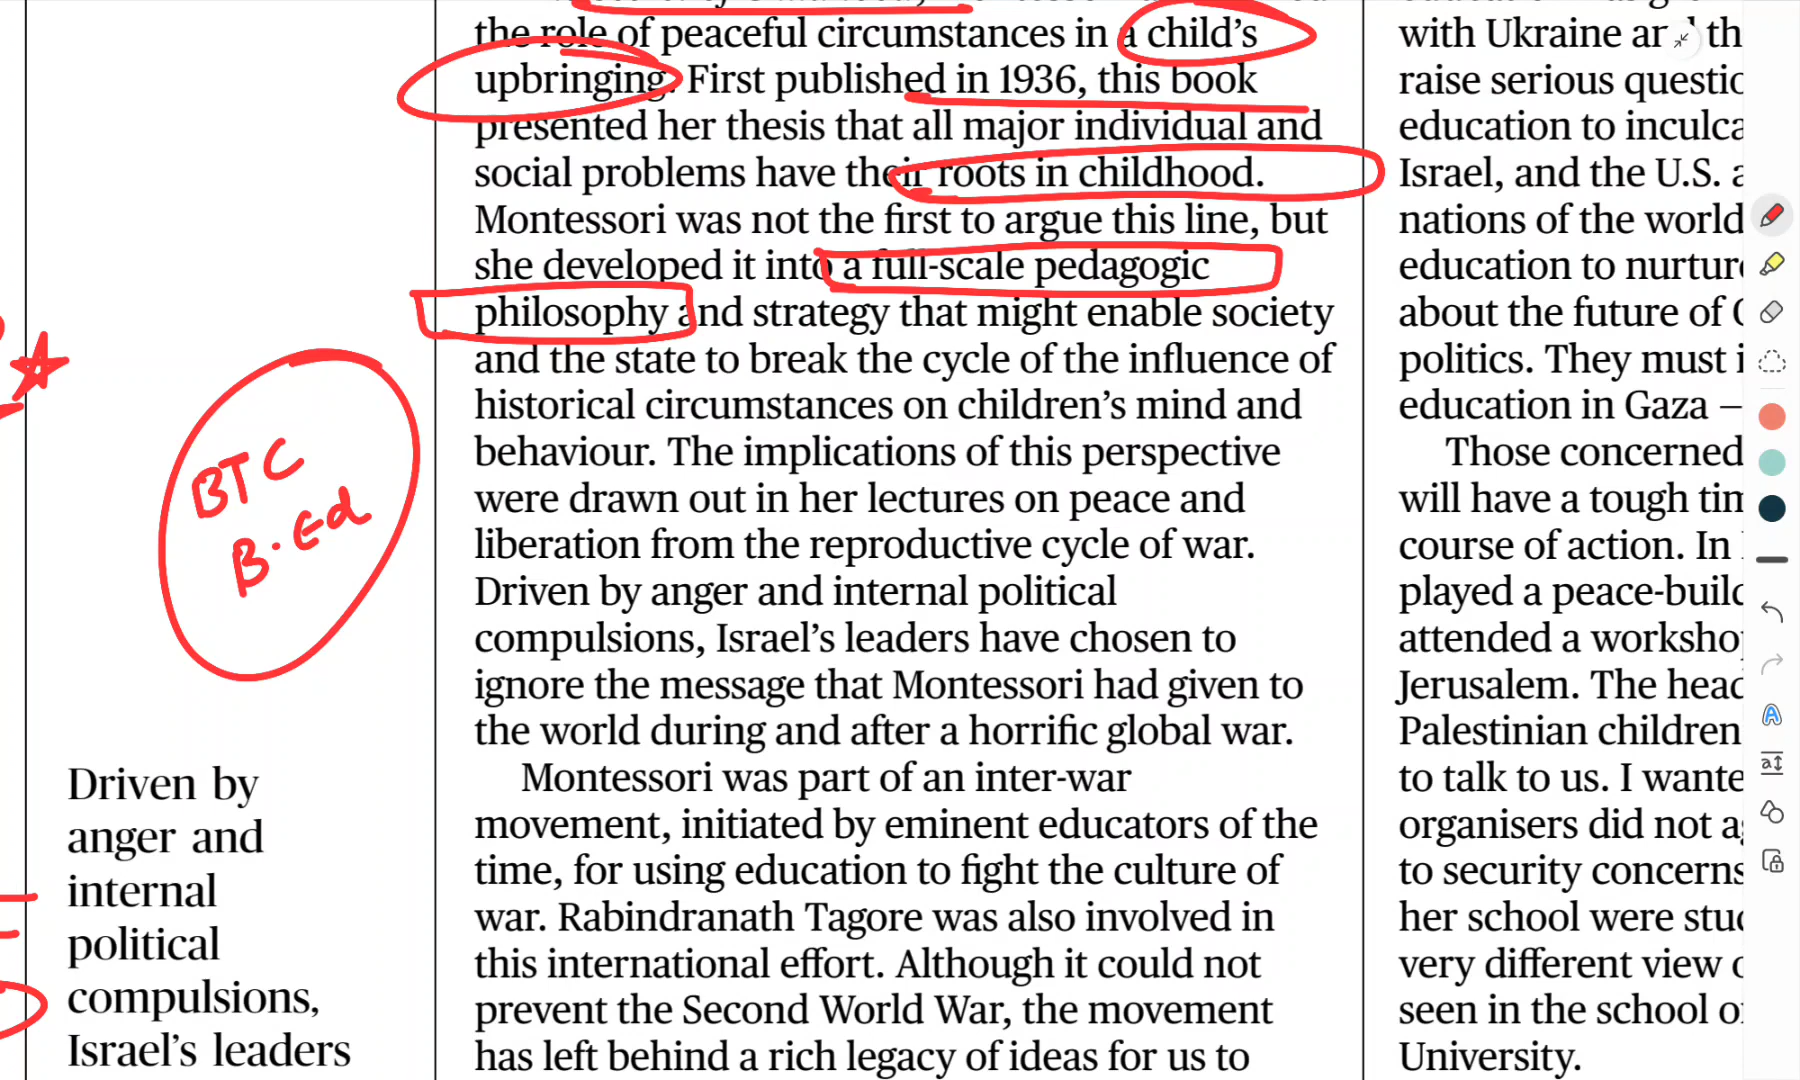 BTC
B.Ed
Driven by
anger and
internal
political
compulsions,
Israel's leaders
the role of peaceful circumstances in a child's
upbringing. First published in 1936, this book
presented her thesis that all major individual and
social problems have their roots in childhood.
Montessori was not the first to argue this line, but
she developed it into a full-scale pedagogic
philosophy and strategy that might enable society
and the state to break the cycle of the influence of
historical circumstances on children's mind and
behaviour. The implications of this perspective
were drawn out in her lectures on peace and
liberation from the reproductive cycle of war.
Driven by anger and internal political
compulsions, Israel's leaders have chosen to
ignore the message that Montessori had given to
the world during and after a horrific global war.
Montessori was part of an inter-war
movement, initiated by eminent educators of the
time, for using education to fight the culture of
war. Rabindranath Tagore was also involved in
this international effort. Although it could not
prevent the Second World War, the movement
has left behind a rich legacy of ideas for us to
with Ukraine
raise serious
education to
Israel, and the U.S.
nations of the world
education to
about the future of
politics. They must
education in Gaza –
Those concerned
will have a tough
course of action. In
played a
attended a
Jerusalem. The
Palestinian children
to talk to us. I
organisers did not
to security concerns
her school were
very different view
seen in the school
University.